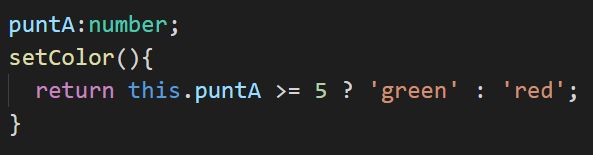 puntA:number;
setColor(){
return this.puntA >= 5 ? 'green' : 'red';
}